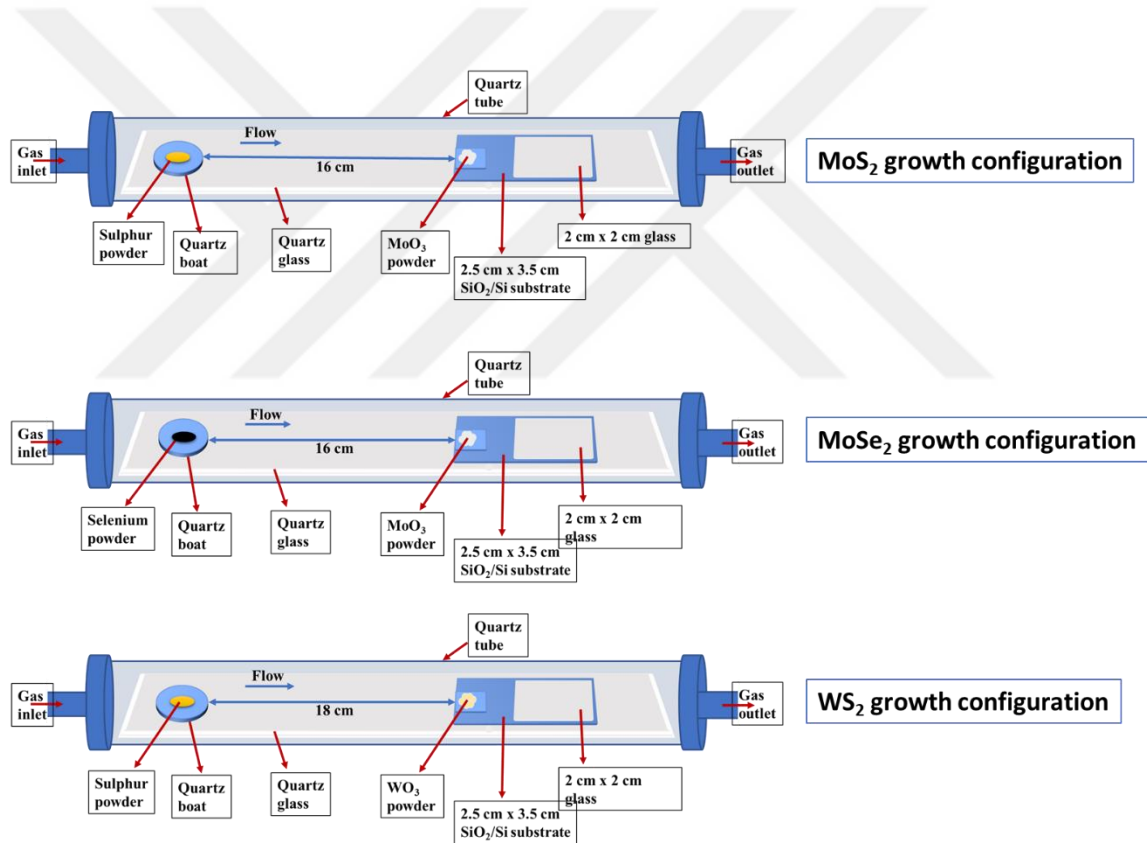 Quartz
tube
Flow
Gas
inlet
16 cm
Gas
outlet
MoS₂ growth configuration
Sulphur
powder
Quartz
boat
Quartz
glass
MoO₃
powder
2 cm x 2 cm glass
2.5 cm x 3.5 cm
SiO₂/Si substrate
Quartz
tube
Flow
Gas
inlet
16 cm
Gas
outlet
MoSe₂ growth configuration
Selenium
powder
Quartz
boat
Quartz
glass
MoO₃
powder
2 cm x 2 cm
glass
2.5 cm x 3.5 cm
SiO₂/Si substrate
Quartz
tube
Flow
Gas
inlet
18 cm
Gas
outlet
WS₂ growth configuration
Sulphur
powder
Quartz
boat
Quartz
glass
WO₃
powder
2 cm x 2 cm
glass
2.5 cm x 3.5 cm
SiO₂/Si substrate